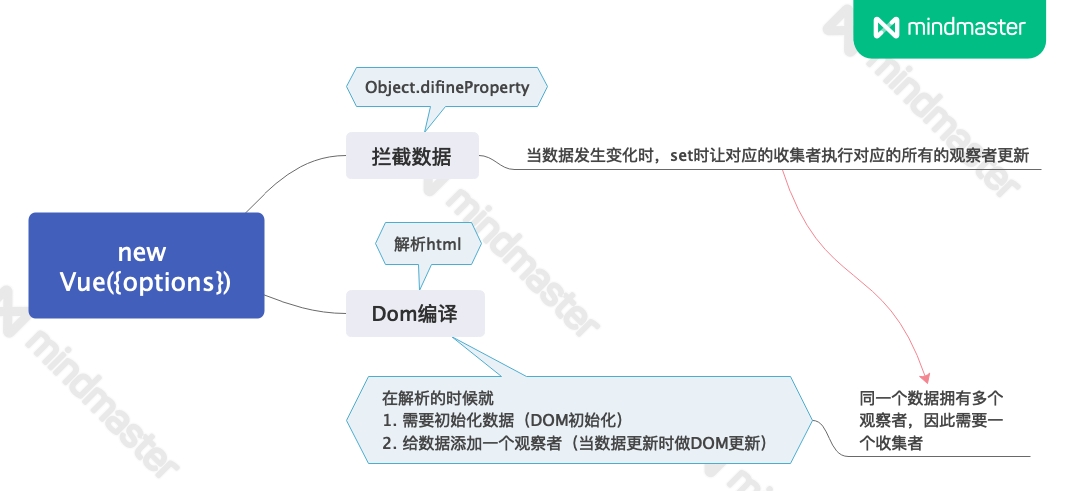 mindmaster
Object.difineProperty
拦截数据
当数据发生变化时，set时让对应的收集者执行对应的所有的观察者更新
new
Vue({options})
解析html
Dom编译
在解析的时候就
1. 需要初始化数据（DOM初始化）
2. 给数据添加一个观察者（当数据更新时做DOM更新）
同一个数据拥有多个
观察者，因此需要一
个收集者
mindmaster
mindmaster
mindmaster
mindmaster